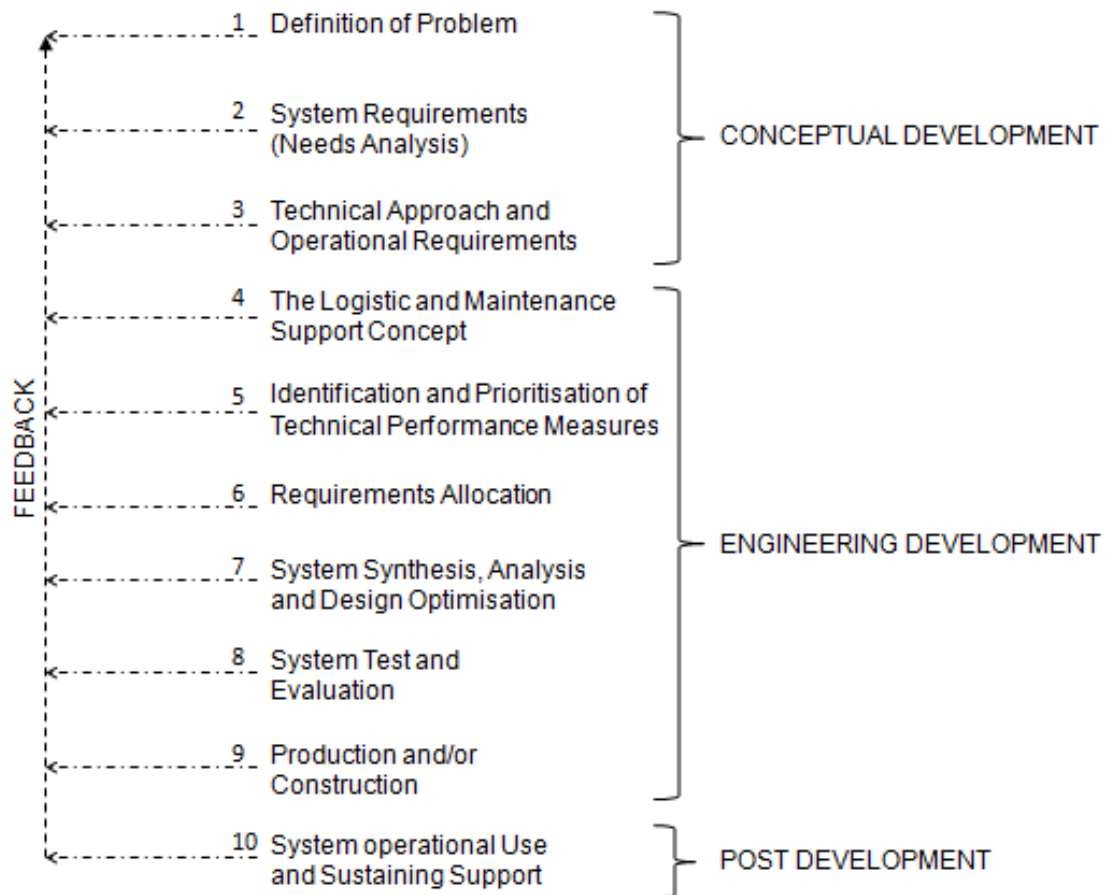 1 Definition of Problem
2 System Requirements
(Needs Analysis)
CONCEPTUAL DEVELOPMENT
3 Technical Approach and
Operational Requirements
4 The Logistic and Maintenance
Support Concept
5 Identification and Prioritisation of
Technical Performance Measures
FEEDBACK
6 Requirements Allocation
ENGINEERING DEVELOPMENT
7 System Synthesis, Analysis
and Design Optimisation
8 System Test and
Evaluation
9 Production and/or
Construction
10 System operational Use
and Sustaining Support
POST DEVELOPMENT